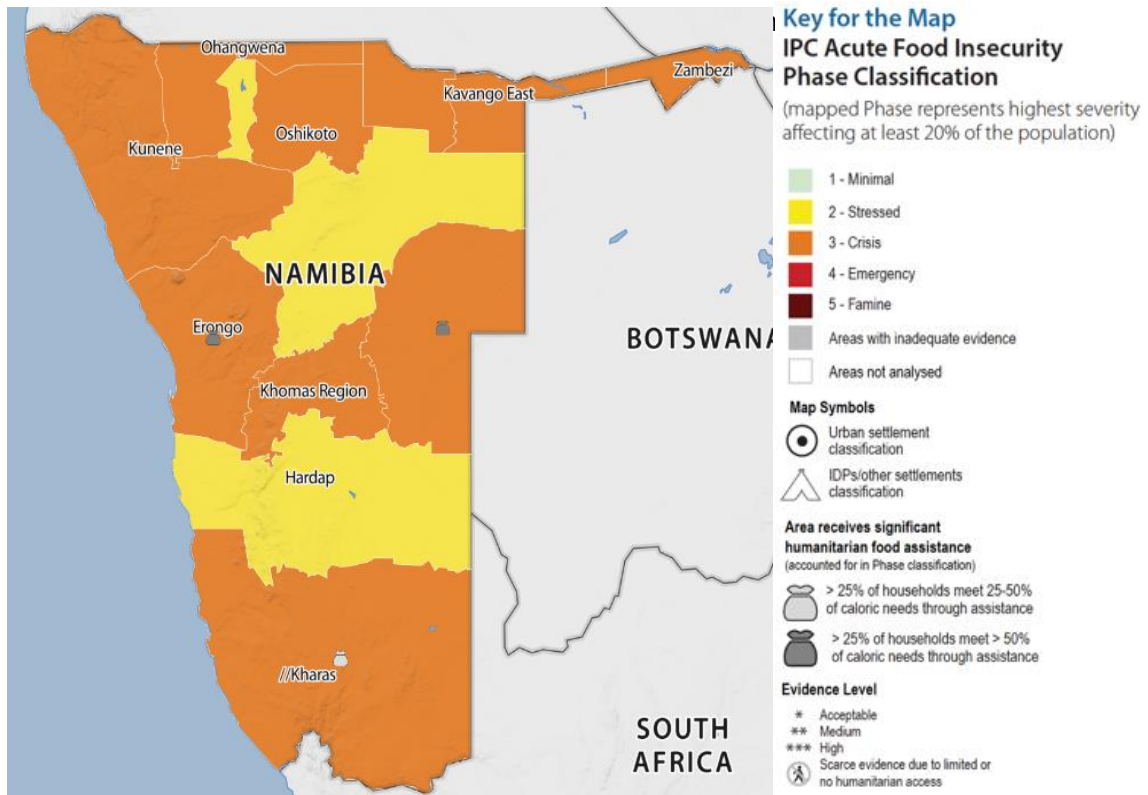 Ohangwena
Zambezi
Kavango East
Oshikoto
Kunene
NAMIBIA
Erongo
BOTSWANA
Khomas Region
Hardap
//Kharas
SOUTH
AFRICA
Key for the Map
IPC Acute Food Insecurity
Phase Classification
(mapped Phase represents highest severity
affecting at least 20% of the population)
1 - Minimal
2 - Stressed
3 - Crisis
4 - Emergency
5 - Famine
Areas with inadequate evidence
Areas not analysed
Map Symbols
Urban settlement
classification
IDPs/other settlements
classification
Area receives significant
humanitarian food assistance
(accounted for in Phase classification)
> 25% of households meet 25-50%
of caloric needs through assistance
> 25% of households meet > 50%
of caloric needs through assistance
Evidence Level
* Acceptable
** Medium
*** High
Scarce evidence due to limited or
no humanitarian access